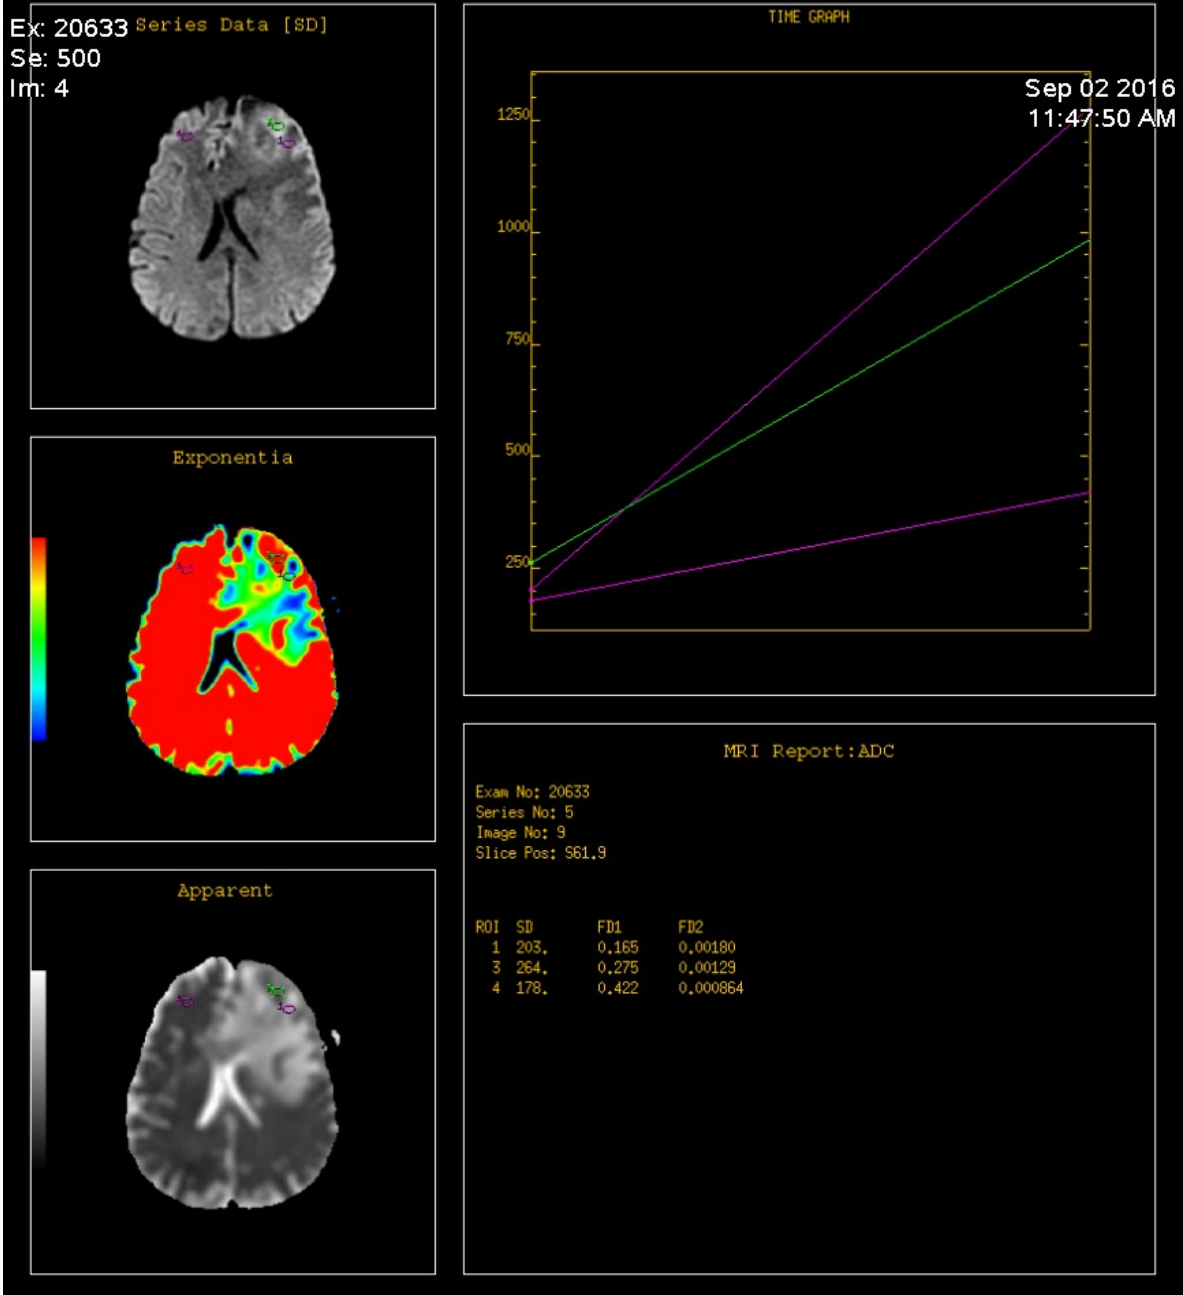 Ex: 20633
Se: 500
Im: 4
Series Data [SD]
TIME GRAPH
Sep 02 2016
11:47:50 AM
1250
1000
750
500
250
Exponentia
Apparent
MRI Report:ADC
Exam No: 20633
Series No: 5
Image No: 9
Slice Pos: S61.9
ROI SD FD1 FD2
1 203. 0.165 0.00180
3 264. 0.275 0.00129
4 178. 0.422 0.000864